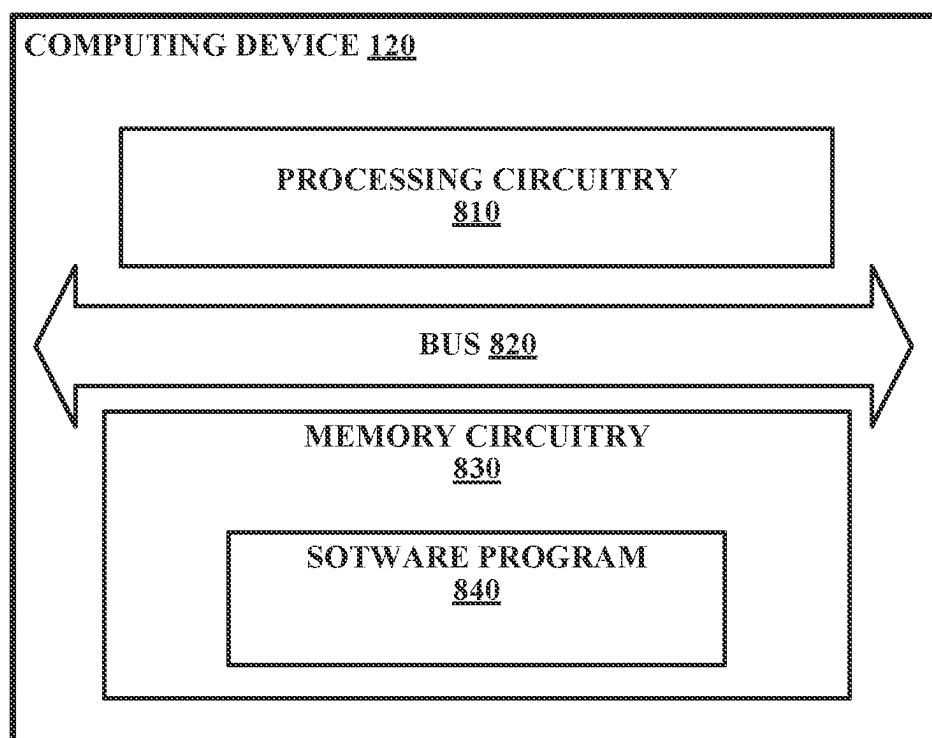 COMPUTING DEVICE 120
PROCESSING CIRCUITRY
810
BUS 820
MEMORY CIRCUITRY
830
SOTWARE PROGRAM
840